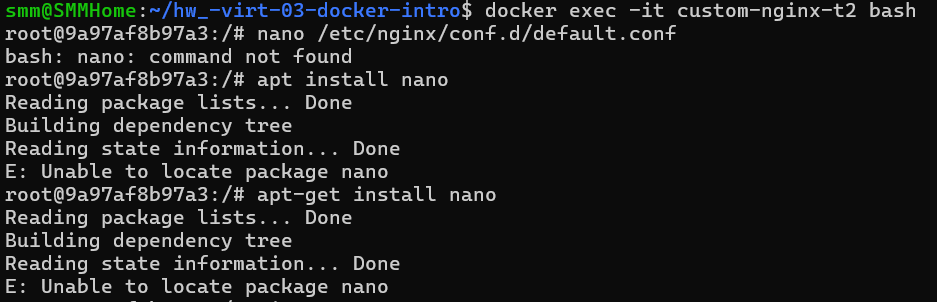 smm@SMMHome:~/hw_-virt-03-docker-intro$ docker exec -it custom-nginx-t2 bash
root@9a97af8b97a3:/# nano /etc/nginx/conf.d/default.conf
bash: nano: command not found
root@9a97af8b97a3:/# apt install nano
Reading package lists... Done
Building dependency tree
Reading state information... Done
E: Unable to locate package nano
root@9a97af8b97a3:/# apt-get install nano
Reading package lists... Done
Building dependency tree
Reading state information... Done
E: Unable to locate package nano